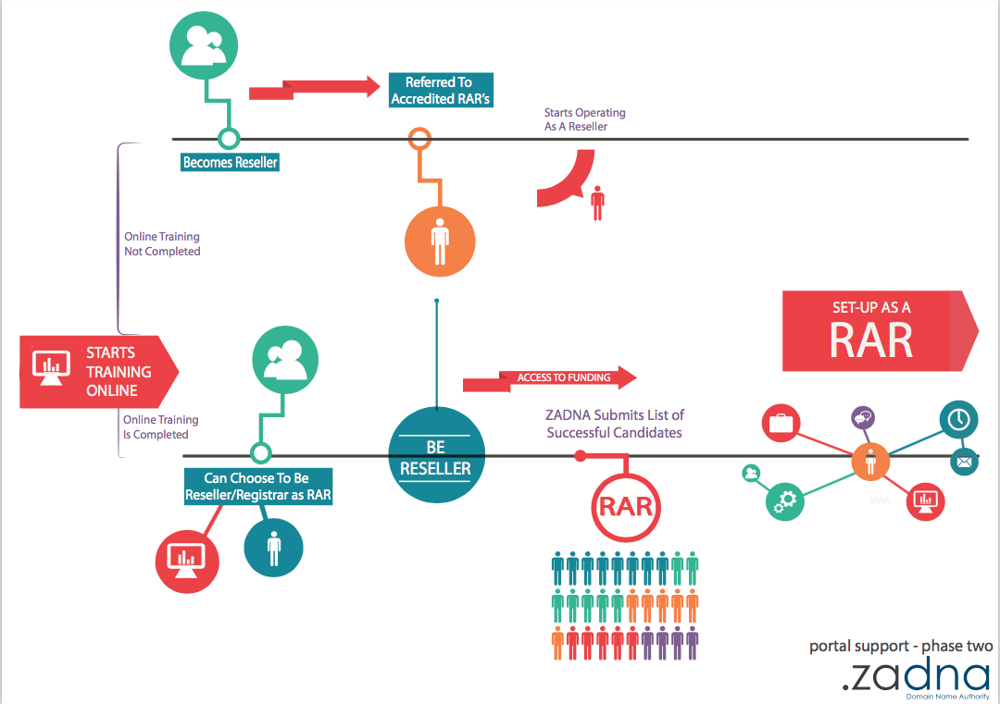 Referred To
Accredited RAR's
Starts Operating
As A Reseller
Becomes Reseller
Online Training
Not Completed
SET-UP AS A
RAR
STARTS
TRAINING
ONLINE
ACCESS TO FUNDING
Online Training
Is Completed
ZADNA Submits List of
Successful Candidates
BE
RESELLER
Can Choose To Be
Reseller/Registrar as RAR
RAR
MAIL
portal support - phase two
.zadna
Domain Name Authority